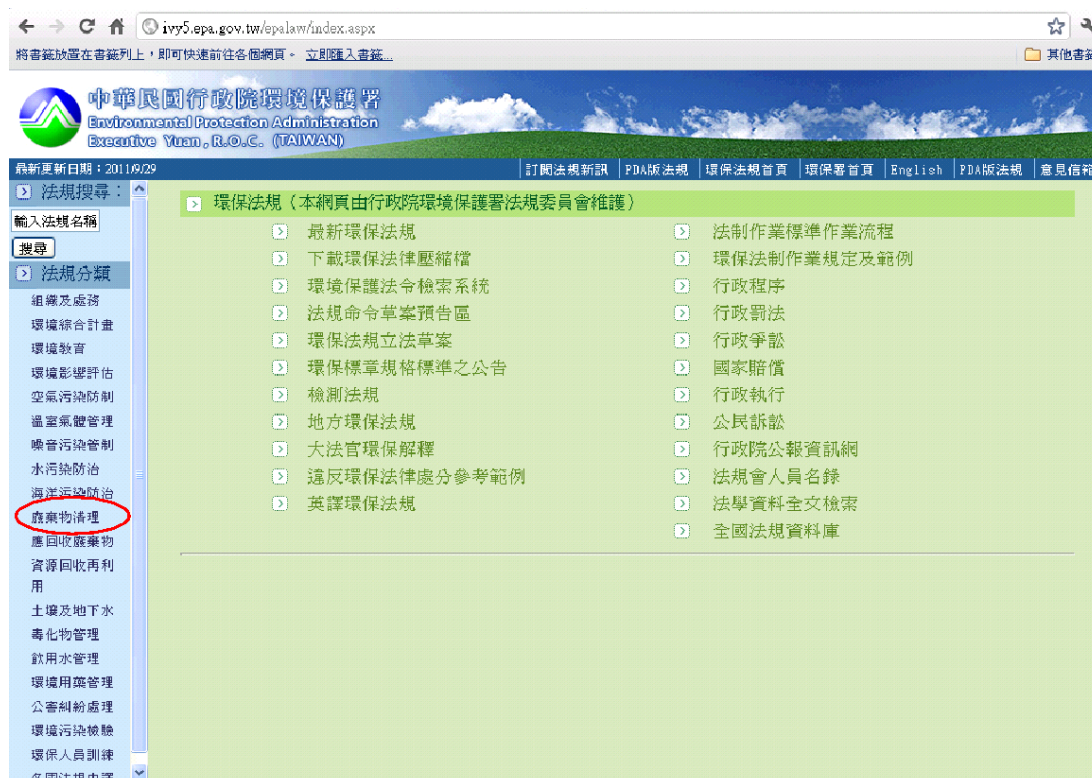 ivy5.epa.gov.tw/epalaw/index.aspx
將書籤放置在書籤列上，即可快速前往各個網頁。 立即匯入書籤...
其他書籤
中華民國行政院環境保護署
Environmental Protection Administration
Executive Yuan, R.O.C. (TAIWAN)
最新更新日期：2011/9/29
訂閱法規新訊 PDA版法規 環保法規首頁 環保署首頁 English PDA版法規 意見信箱
法規搜尋：
輸入法規名稱
搜尋
法規分類
組織及處務
環境綜合計畫
環境教育
環境影響評估
空氣污染防制
溫室氣體管理
噪音污染管制
水污染防治
海洋污染防治
廢棄物清理
應回收廢棄物
資源回收再利
用
土壤及地下水
毒化物管理
飲用水管理
環境用藥管理
公害糾紛處理
環境污染檢驗
環保人員訓練
環保法規（本網頁由行政院環境保護署法規委員會維護）
最新環保法規
下載環保法律壓縮檔
環境保護法令檢索系統
法規命令草案預告區
環保法規立法草案
環保標章規格標準之公告
檢測法規
地方環保法規
大法官環保解釋
違反環保法律處分參考範例
英譯環保法規
法制作業標準作業流程
環保法制作業規定及範例
行政程序
行政罰法
行政爭訟
國家賠償
行政執行
公民訴訟
行政院公報資訊網
法規會人員名錄
法學資料全文檢索
全國法規資料庫